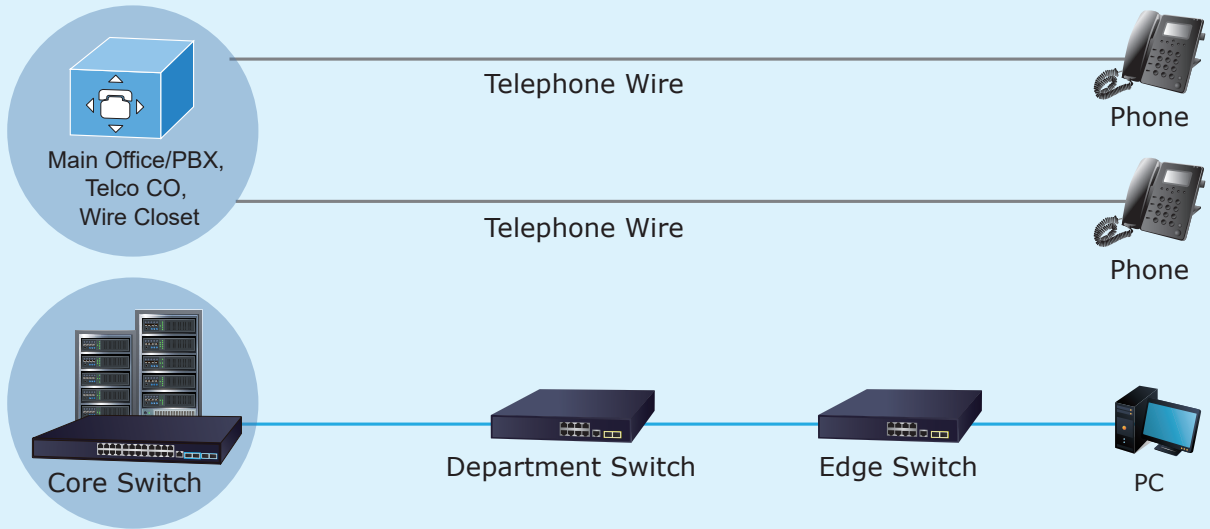 Telephone Wire
Phone
Main Office/PBX,
Telco CO,
Wire Closet
Telephone Wire
Phone
Core Switch
Department Switch
Edge Switch
PC